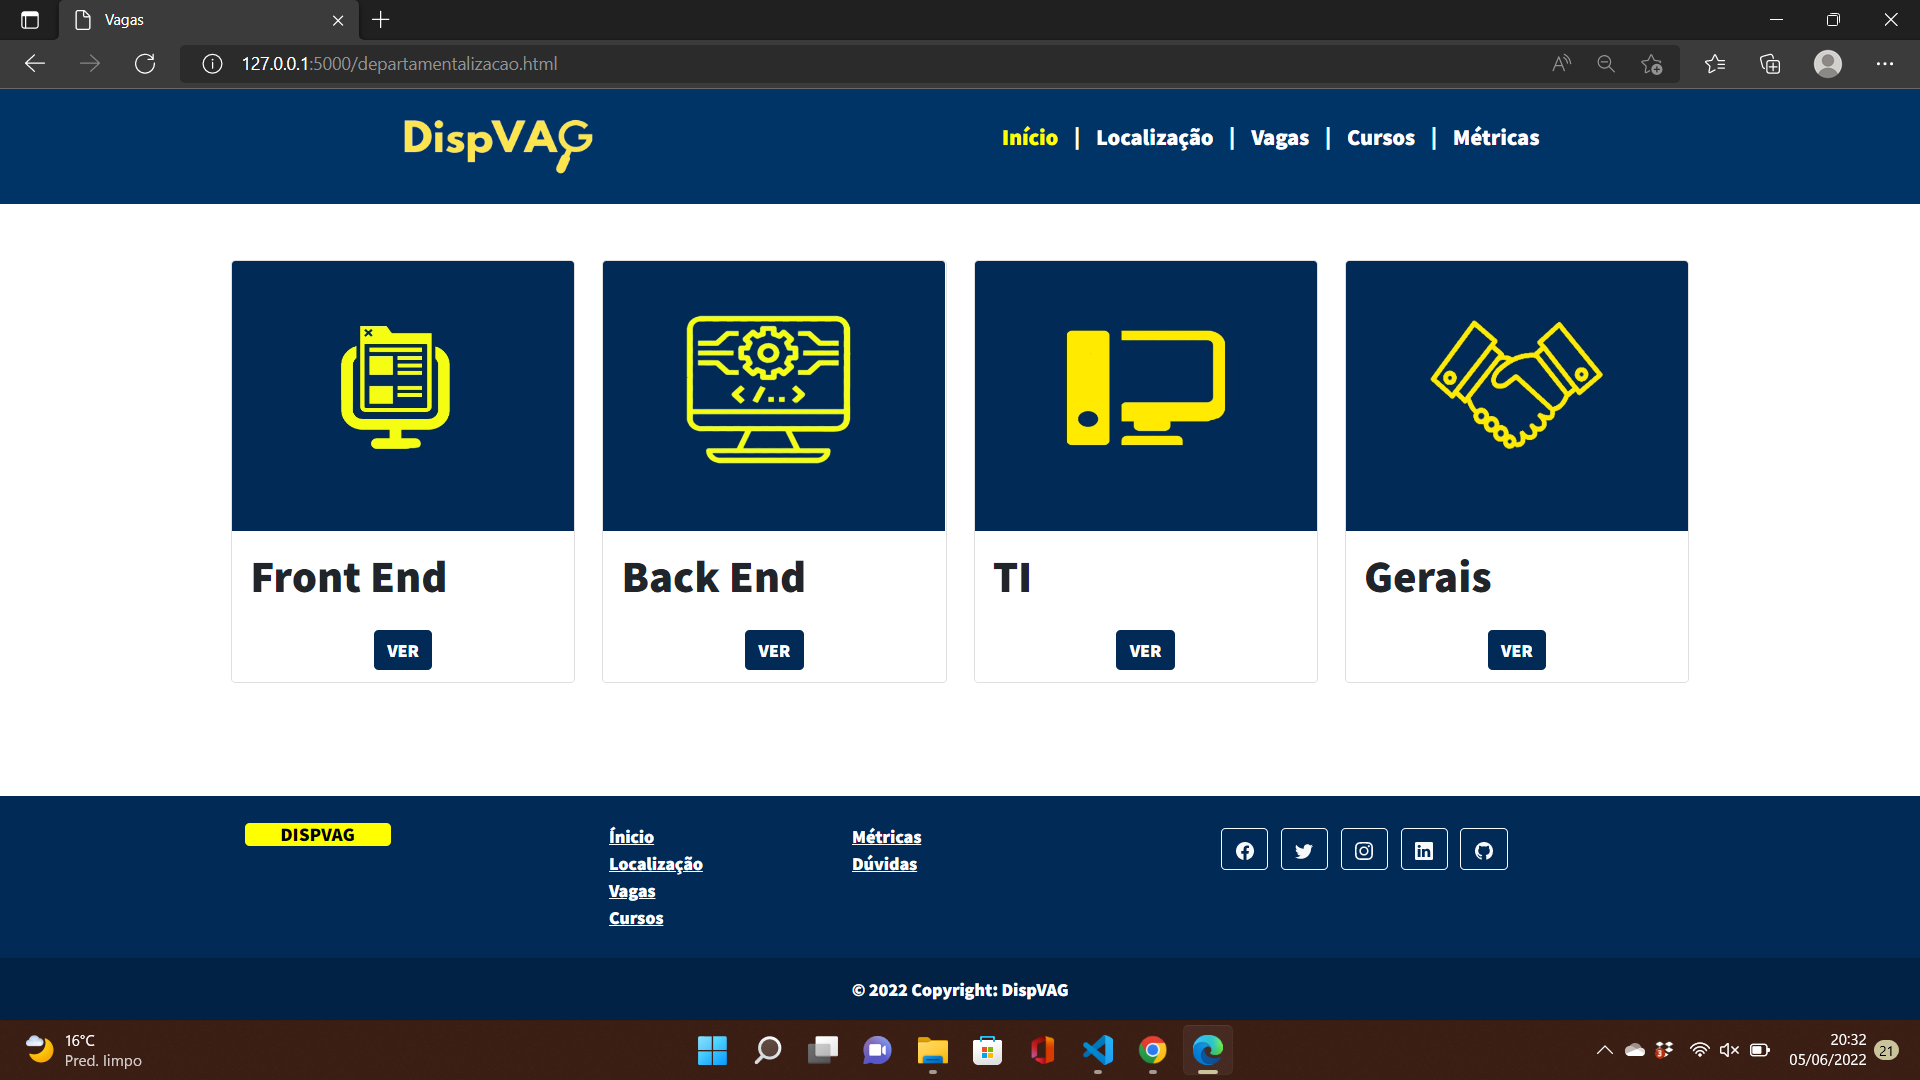 Vagas
127.0.0.1:5000/departamentalizacao.html
DispVAG
Início | Localização | Vagas | Cursos | Métricas
</..>
Front End
Back End
TI
Gerais
VER
VER
VER
VER
DISPVAG
Ínicio
Localização
Vagas
Cursos
Métricas
Dúvidas
© 2022 Copyright: DispVAG
16°C
Pred. limpo
3
20:32
05/06/2022
21